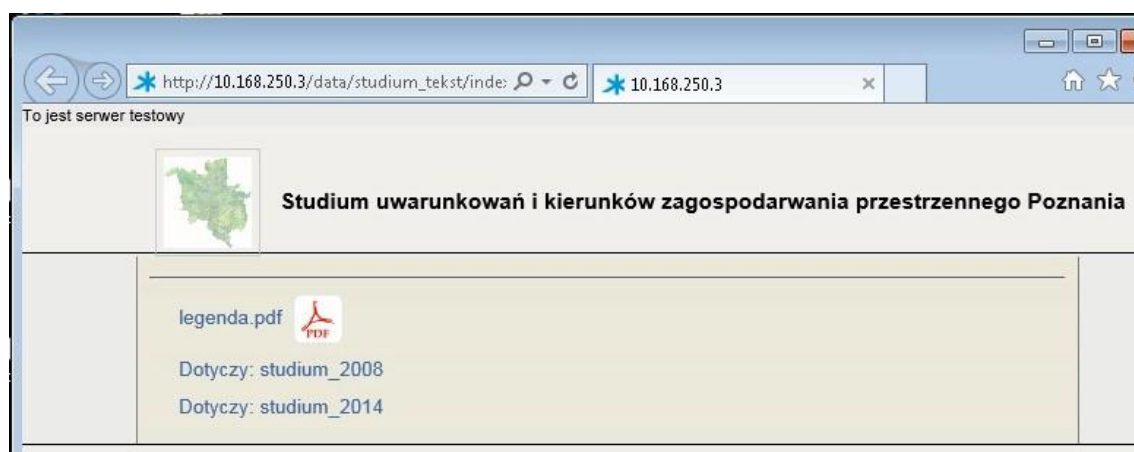 http://10.168.250.3/data/studium_tekst/inde:
10.168.250.3
To jest serwer testowy
Studium uwarunkowań i kierunków zagospodarwania przestrzennego Poznania
legenda.pdf
PDF
Dotyczy: studium_2008
Dotyczy: studium_2014